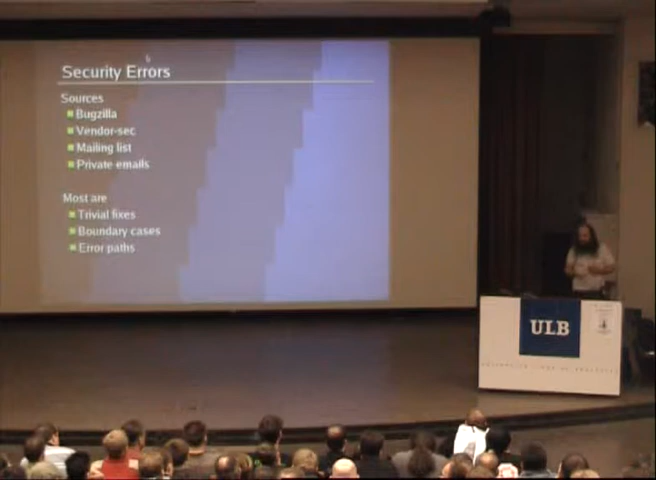 Security Errors
Sources
Bugzilla
Vendor-sec
Mailing list
Private emails
Most are
Trivial fixes
Boundary cases
Error paths
ULB